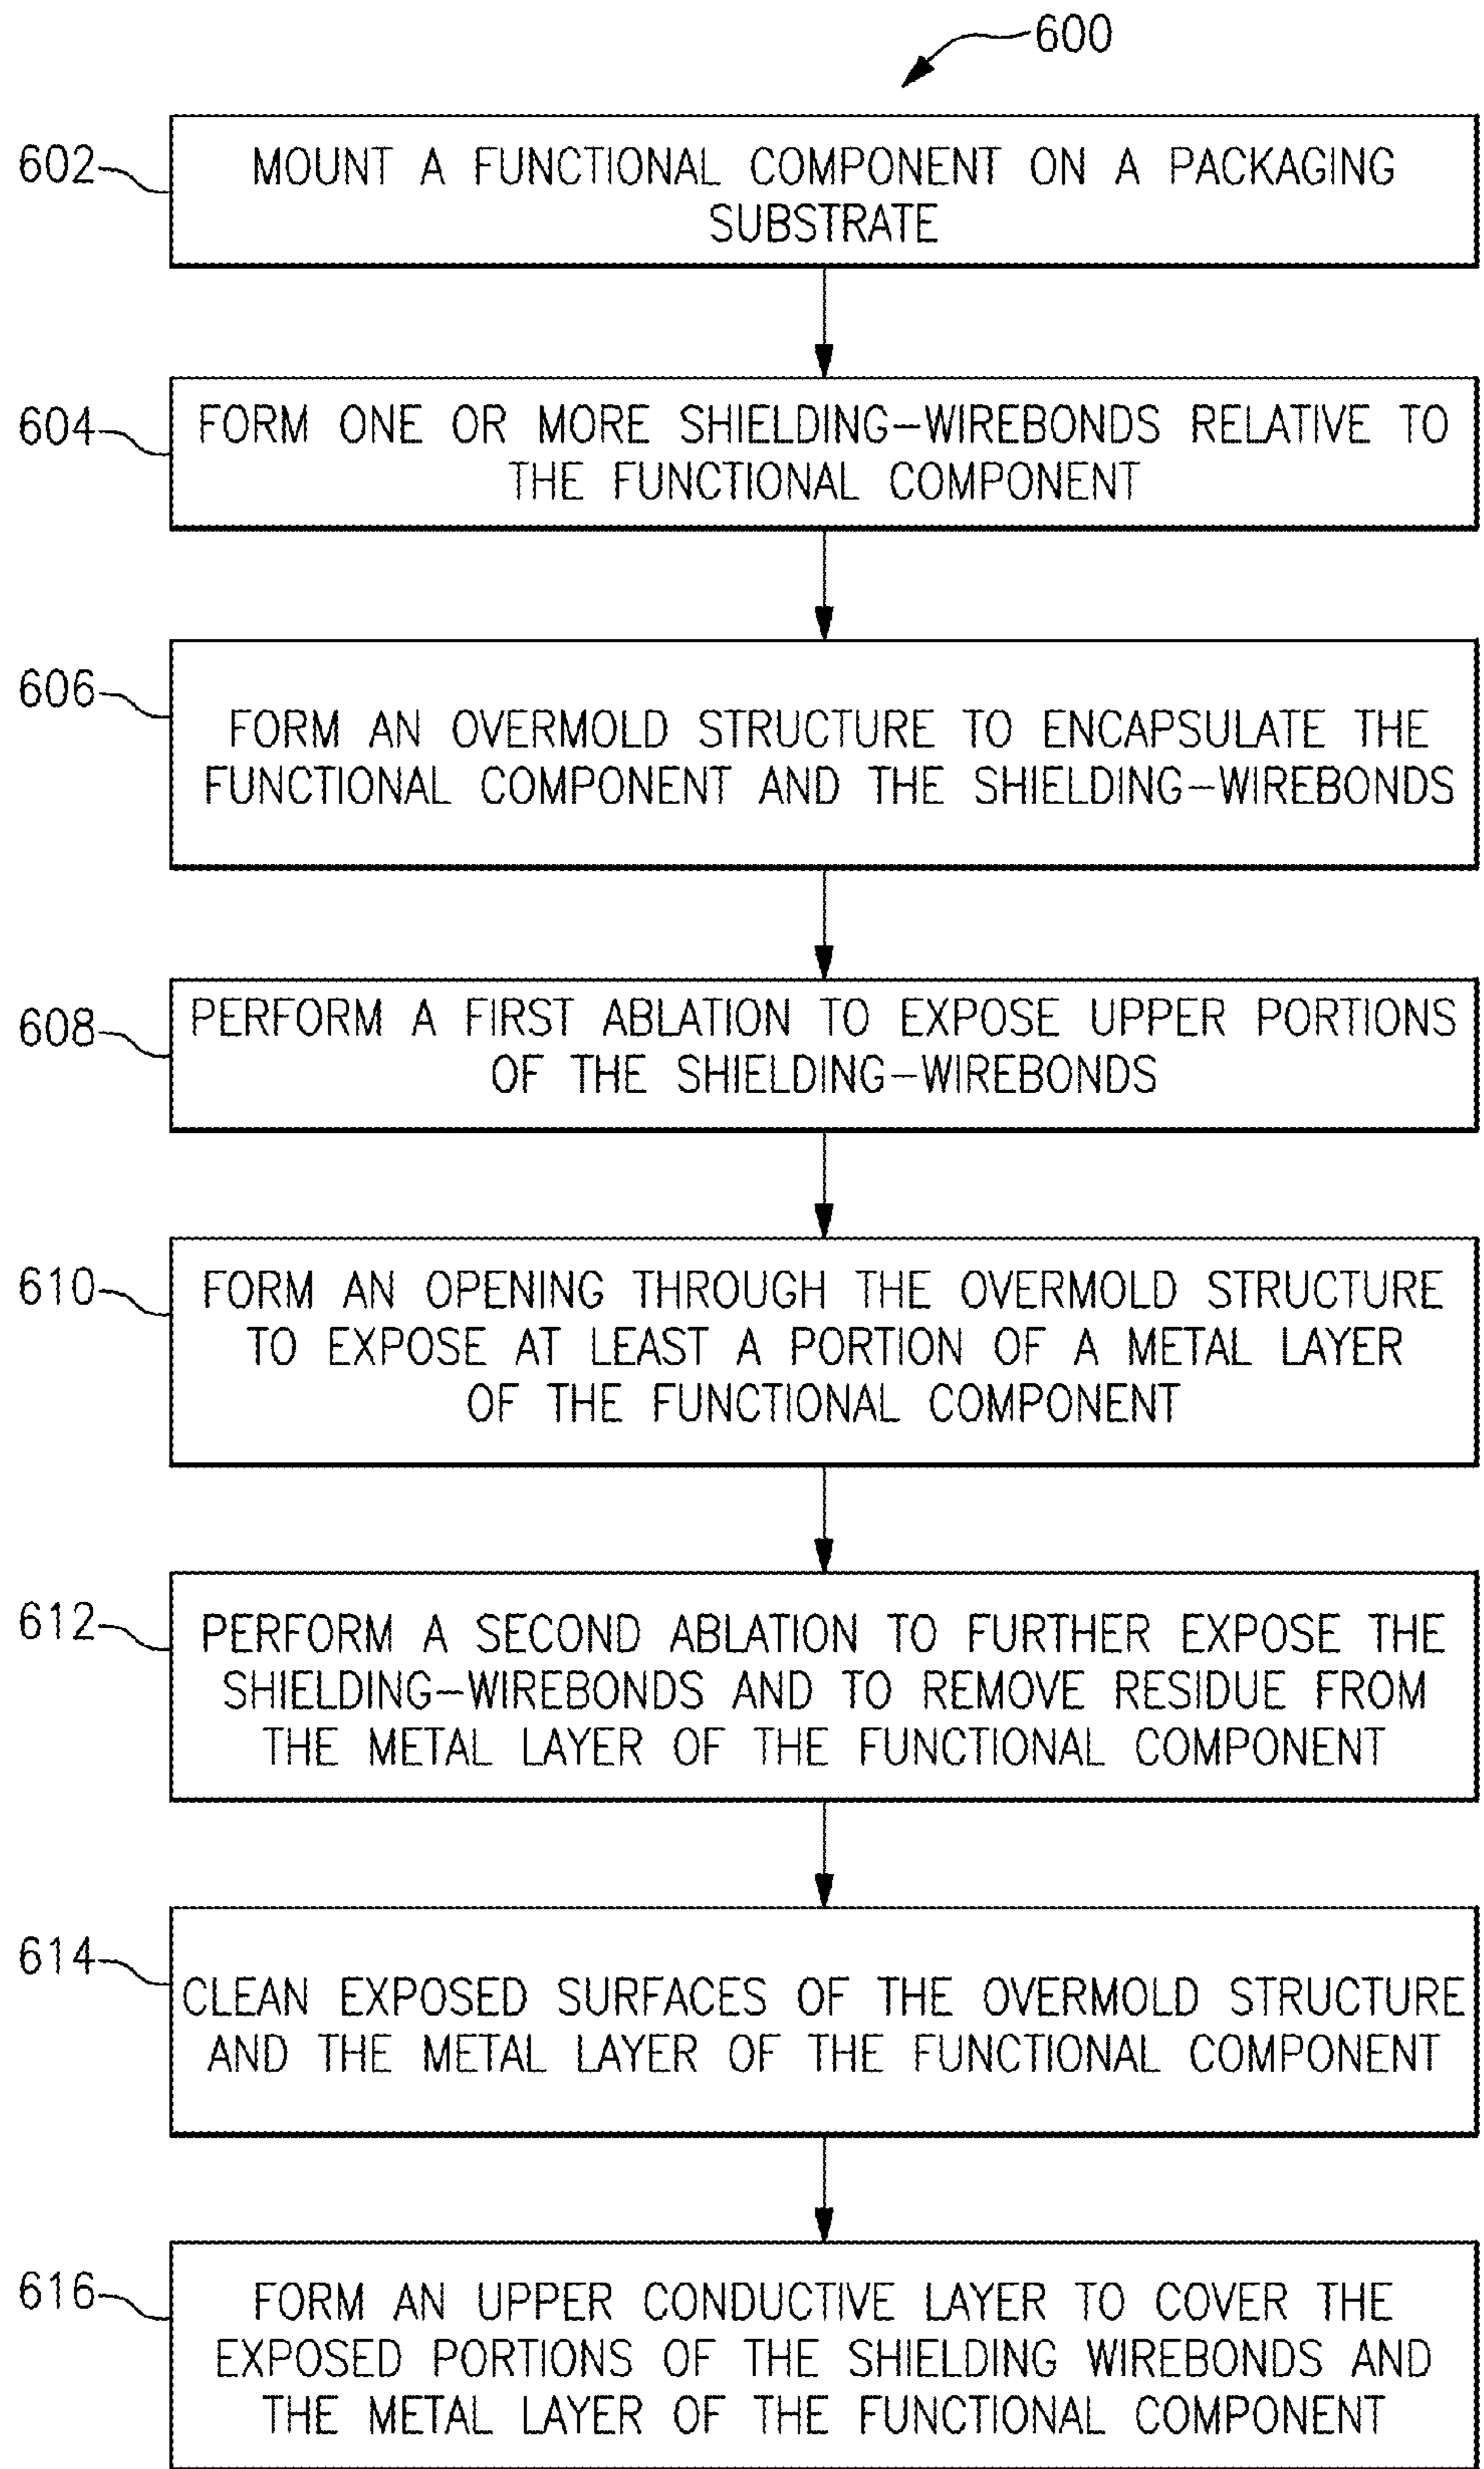 600
602
MOUNT A FUNCTIONAL COMPONENT ON A PACKAGING
SUBSTRATE
604
FORM ONE OR MORE SHIELDING-WIREBONDS RELATIVE TO
THE FUNCTIONAL COMPONENT
606
FORM AN OVERMOLD STRUCTURE TO ENCAPSULATE THE
FUNCTIONAL COMPONENT AND THE SHIELDING-WIREBONDS
608
PERFORM A FIRST ABLATION TO EXPOSE UPPER PORTIONS
OF THE SHIELDING-WIREBONDS
610
FORM AN OPENING THROUGH THE OVERMOLD STRUCTURE
TO EXPOSE AT LEAST A PORTION OF A METAL LAYER
OF THE FUNCTIONAL COMPONENT
612
PERFORM A SECOND ABLATION TO FURTHER EXPOSE THE
SHIELDING-WIREBONDS AND TO REMOVE RESIDUE FROM
THE METAL LAYER OF THE FUNCTIONAL COMPONENT
614
CLEAN EXPOSED SURFACES OF THE OVERMOLD STRUCTURE
AND THE METAL LAYER OF THE FUNCTIONAL COMPONENT
616
FORM AN UPPER CONDUCTIVE LAYER TO COVER THE
EXPOSED PORTIONS OF THE SHIELDING WIREBONDS AND
THE METAL LAYER OF THE FUNCTIONAL COMPONENT